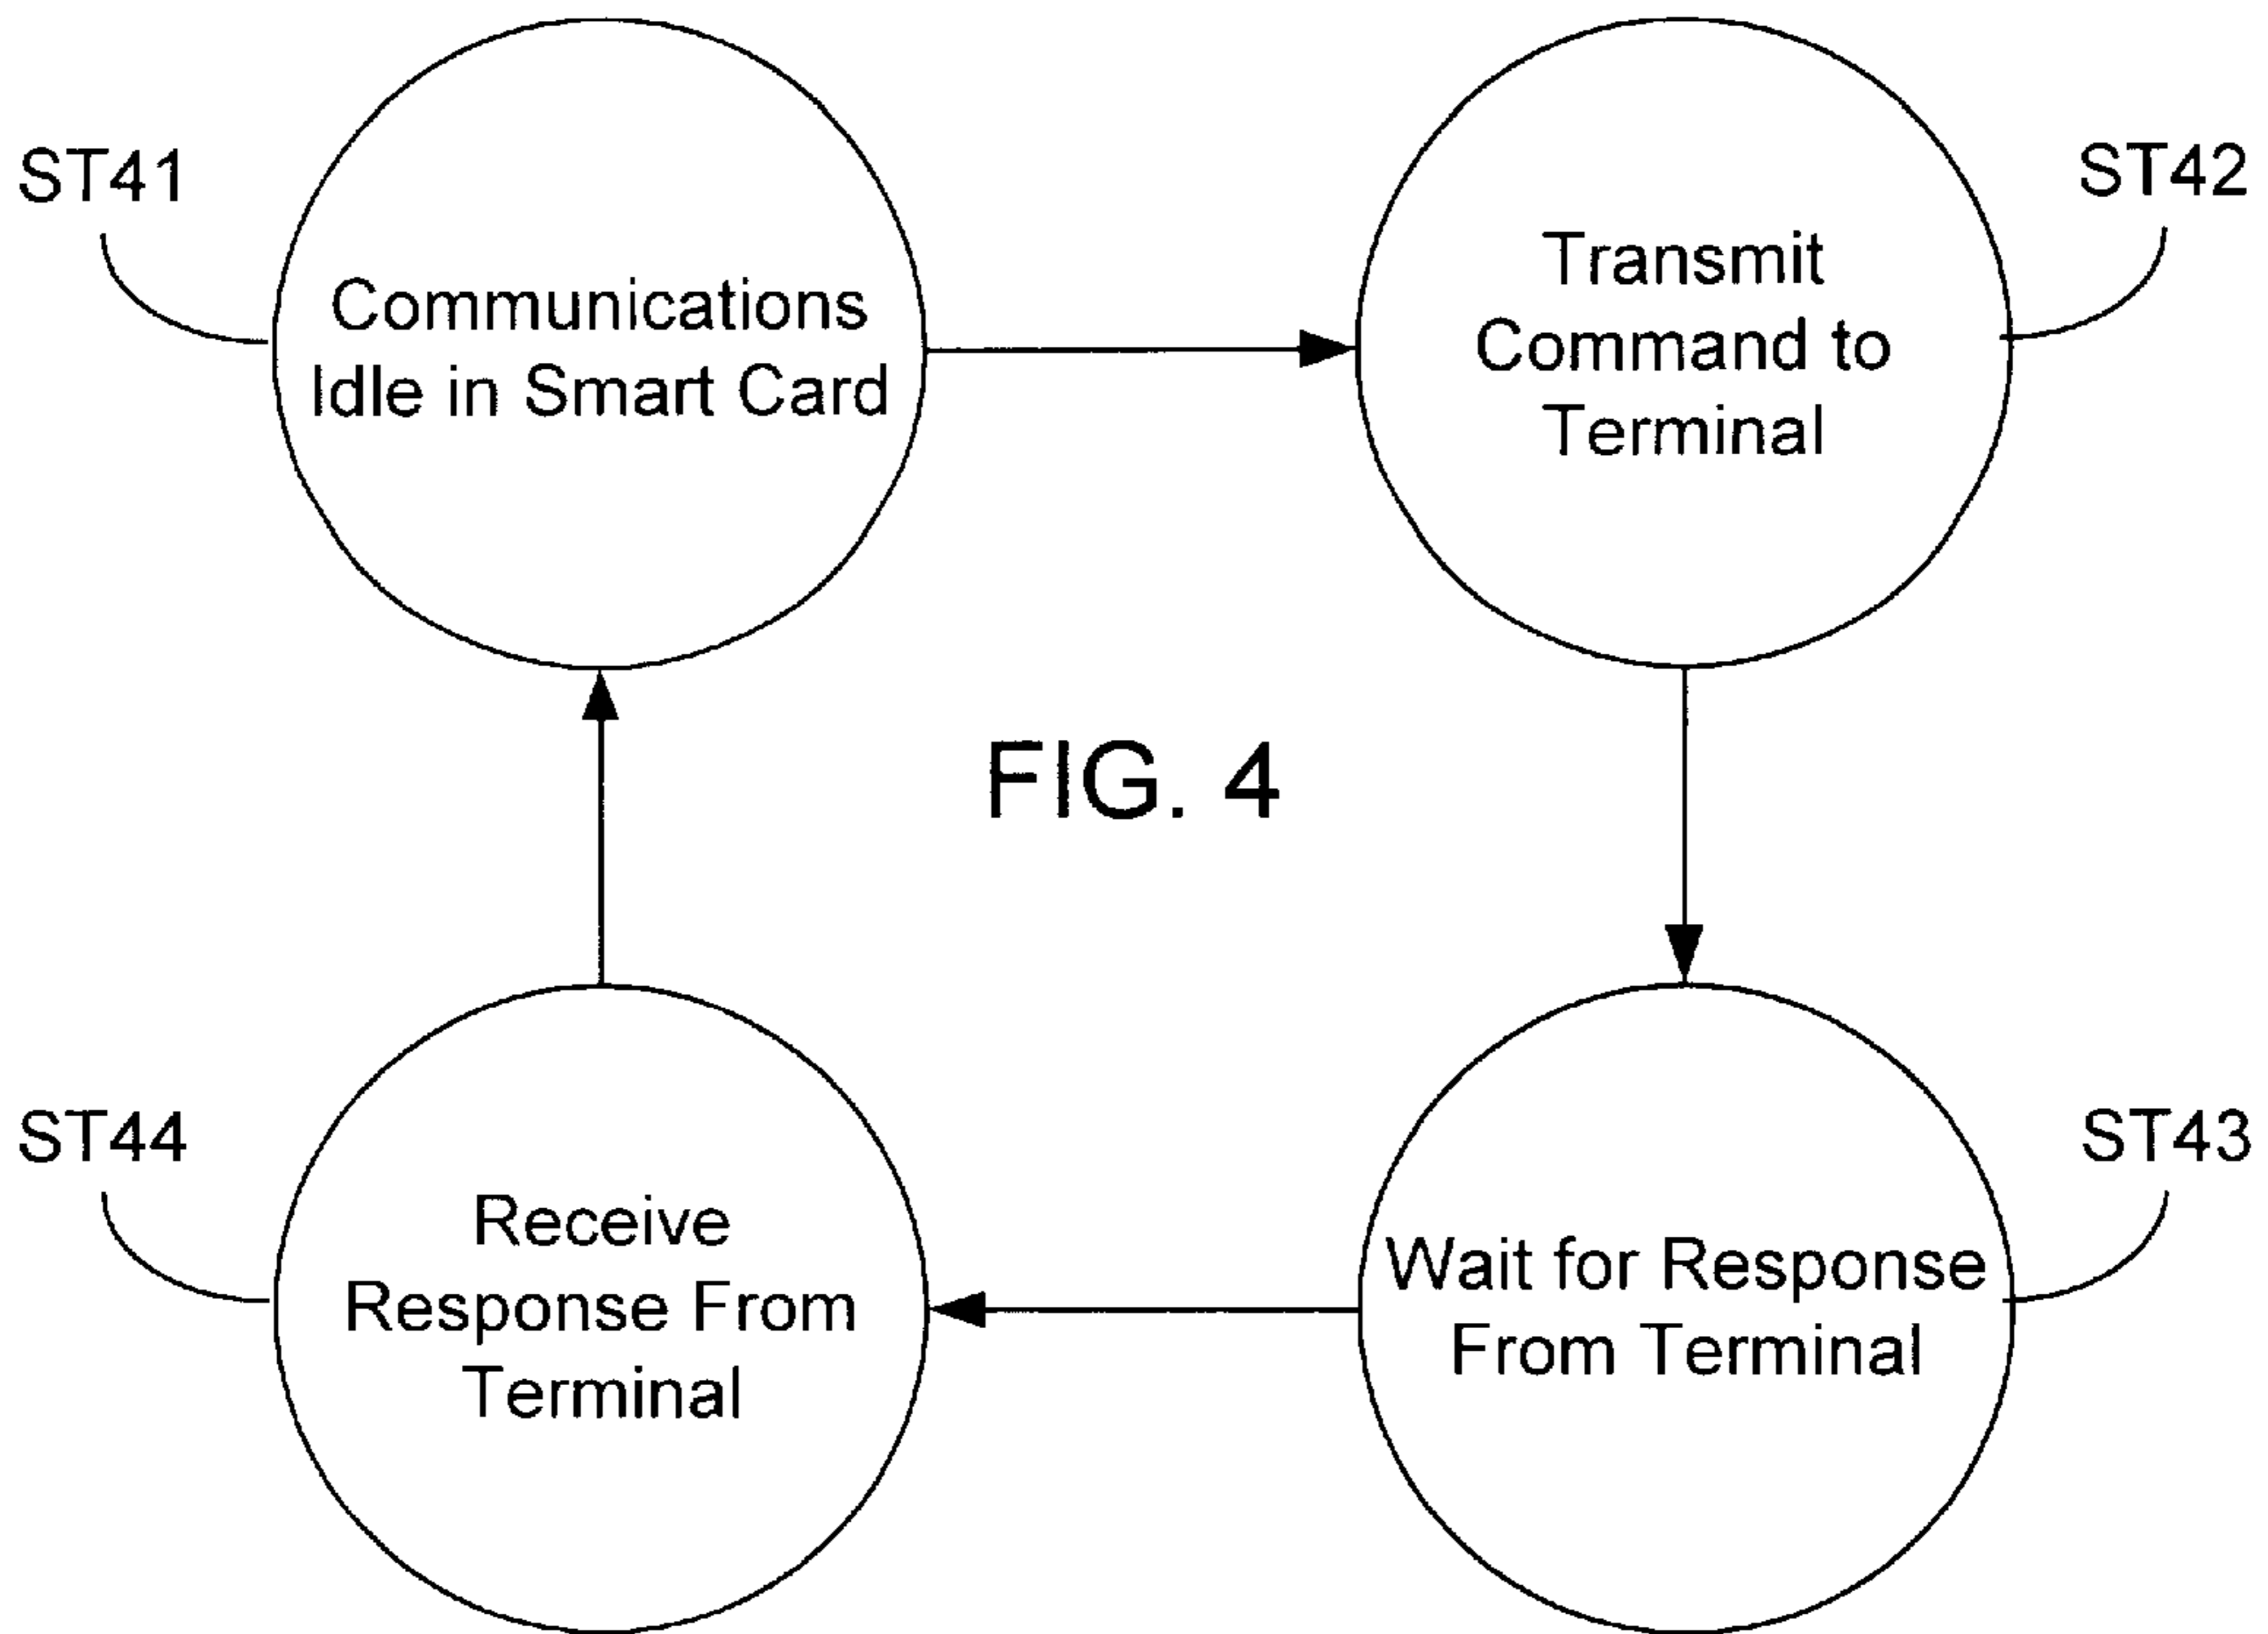 ST41
Communications
Idle in Smart Card
ST42
Transmit
Command to
Terminal
FIG. 4
ST44
Receive
Response From
Terminal
ST43
Wait for Response
From Terminal